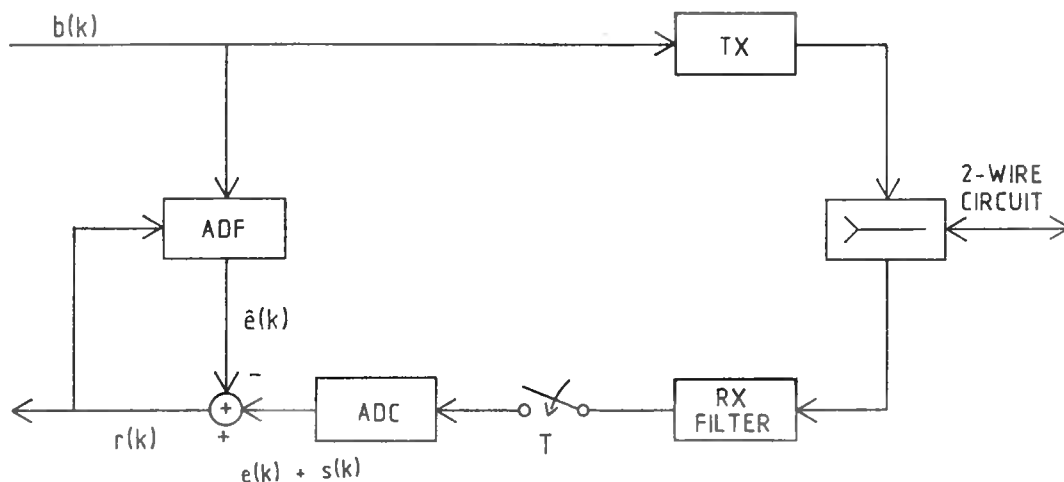 b(k)
TX
2-WIRE
CIRCUIT
ADF
ê(k)
-
+
+
ADC
T
RX
FILTER
r(k)
e(k) + s(k)